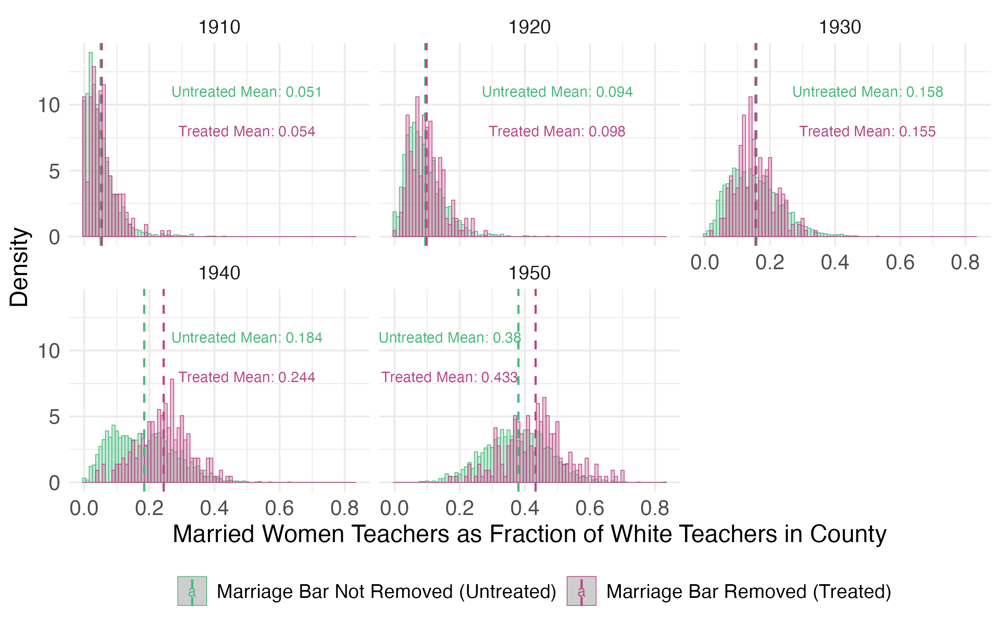 1910
1920
1930
Untreated Mean: 0.051
Treated Mean: 0.054
Untreated Mean: 0.094
Treated Mean: 0.098
Untreated Mean: 0.158
Treated Mean: 0.155
10
5
0
0.0 0.2 0.4 0.6 0.8
Density
1940
1950
Untreated Mean: 0.184
Treated Mean: 0.244
Untreated Mean: 0.38
Treated Mean: 0.433
10
5
0
0.0 0.2 0.4 0.6 0.8
0.0 0.2 0.4 0.6 0.8
Married Women Teachers as Fraction of White Teachers in County
a Marriage Bar Not Removed (Untreated)
a Marriage Bar Removed (Treated)